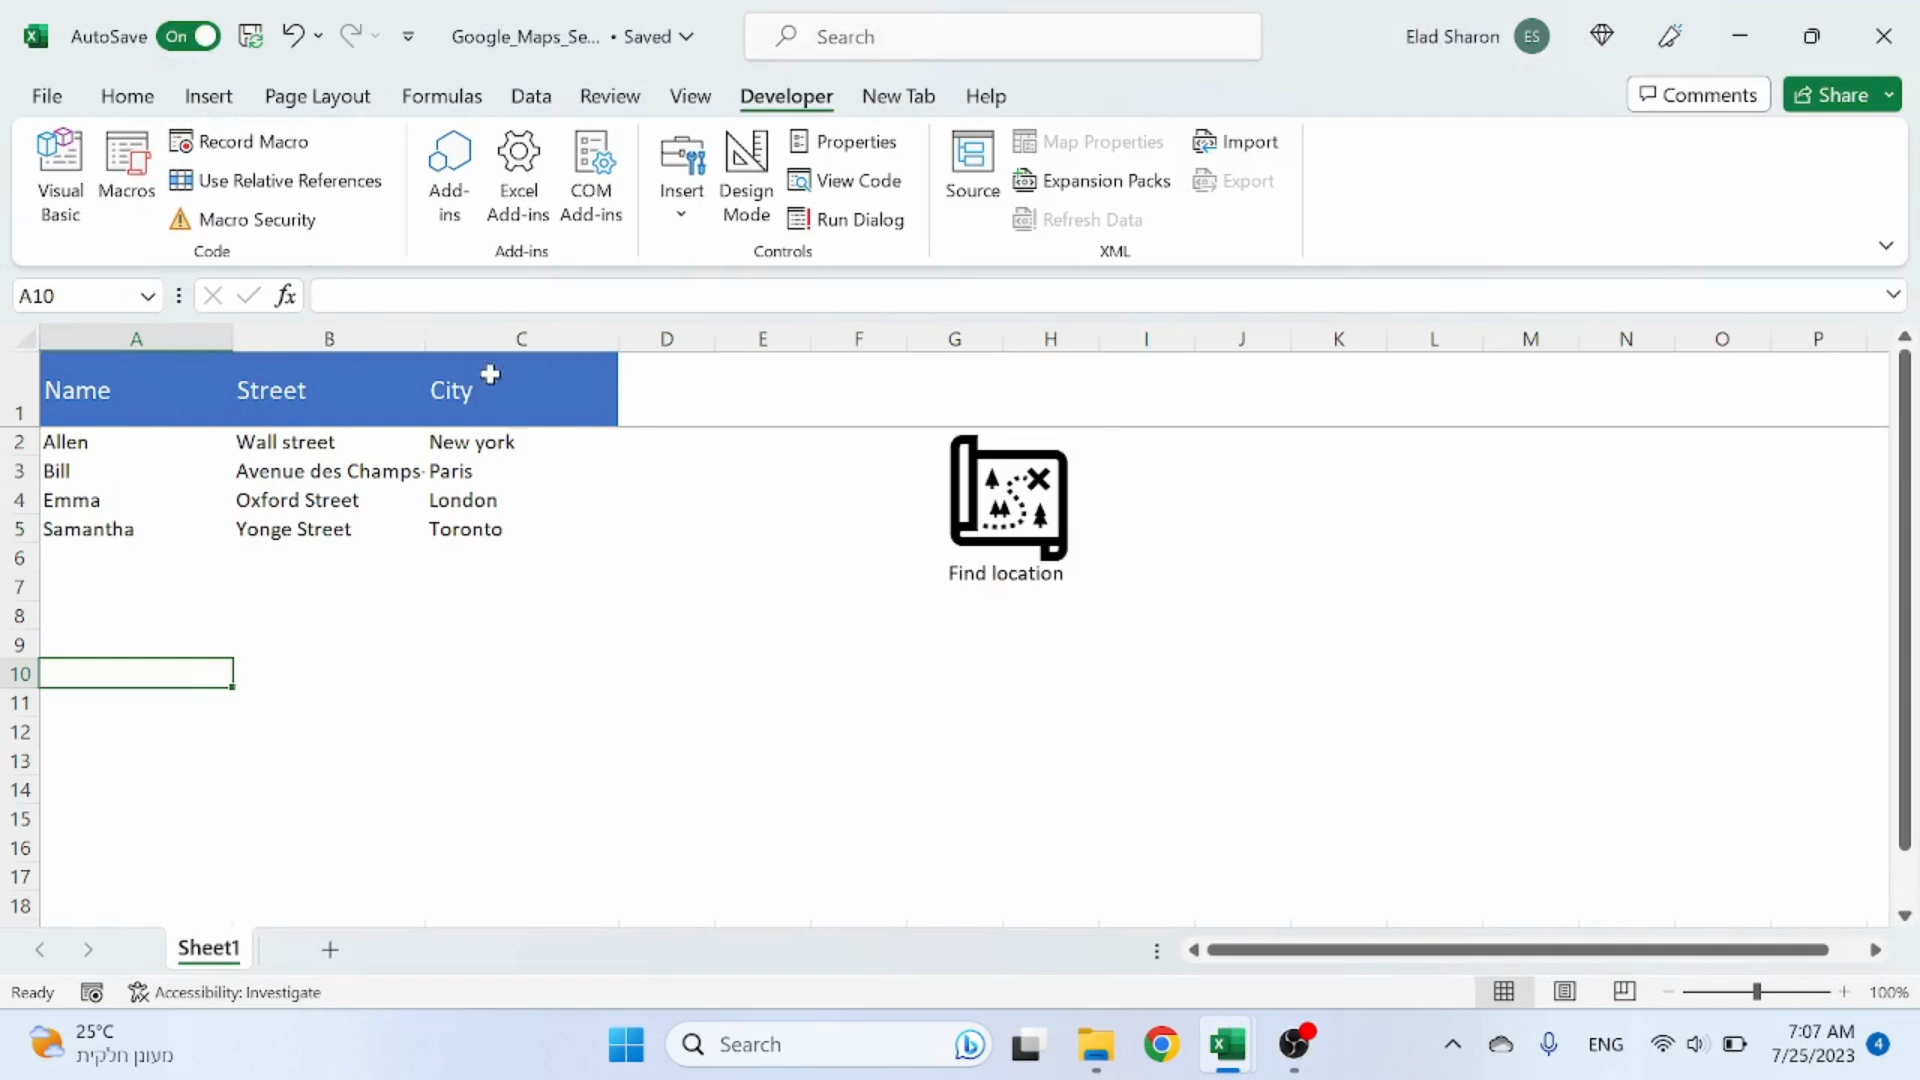 AutoSave On Google_Maps_Se... • Saved Search Elad Sharon ES
File Home Insert Page Layout Formulas Data Review View Developer New Tab Help Comments Share
Visual Basic
Macros
Record Macro
Use Relative References
Macro Security
Code
Add-ins
Excel Add-ins
COM Add-ins
Add-ins
Insert
Design Mode
Properties
View Code
Run Dialog
Controls
Source
Map Properties
Expansion Packs
Refresh Data
Import
Export
XML
A10 fx
A B C D E F G H I J K L M N O P
1 Name Street City
2 Allen Wall street New york
3 Bill Avenue des Champs- Paris
4 Emma Oxford Street London
5 Samantha Yonge Street Toronto
6
Find location
7
8
9
10
11
12
13
14
15
16
17
18
Sheet1
Ready Accessibility: Investigate 100%
25°C
מעונן חלקית
Search
ENG
7:07 AM
7/25/2023
4